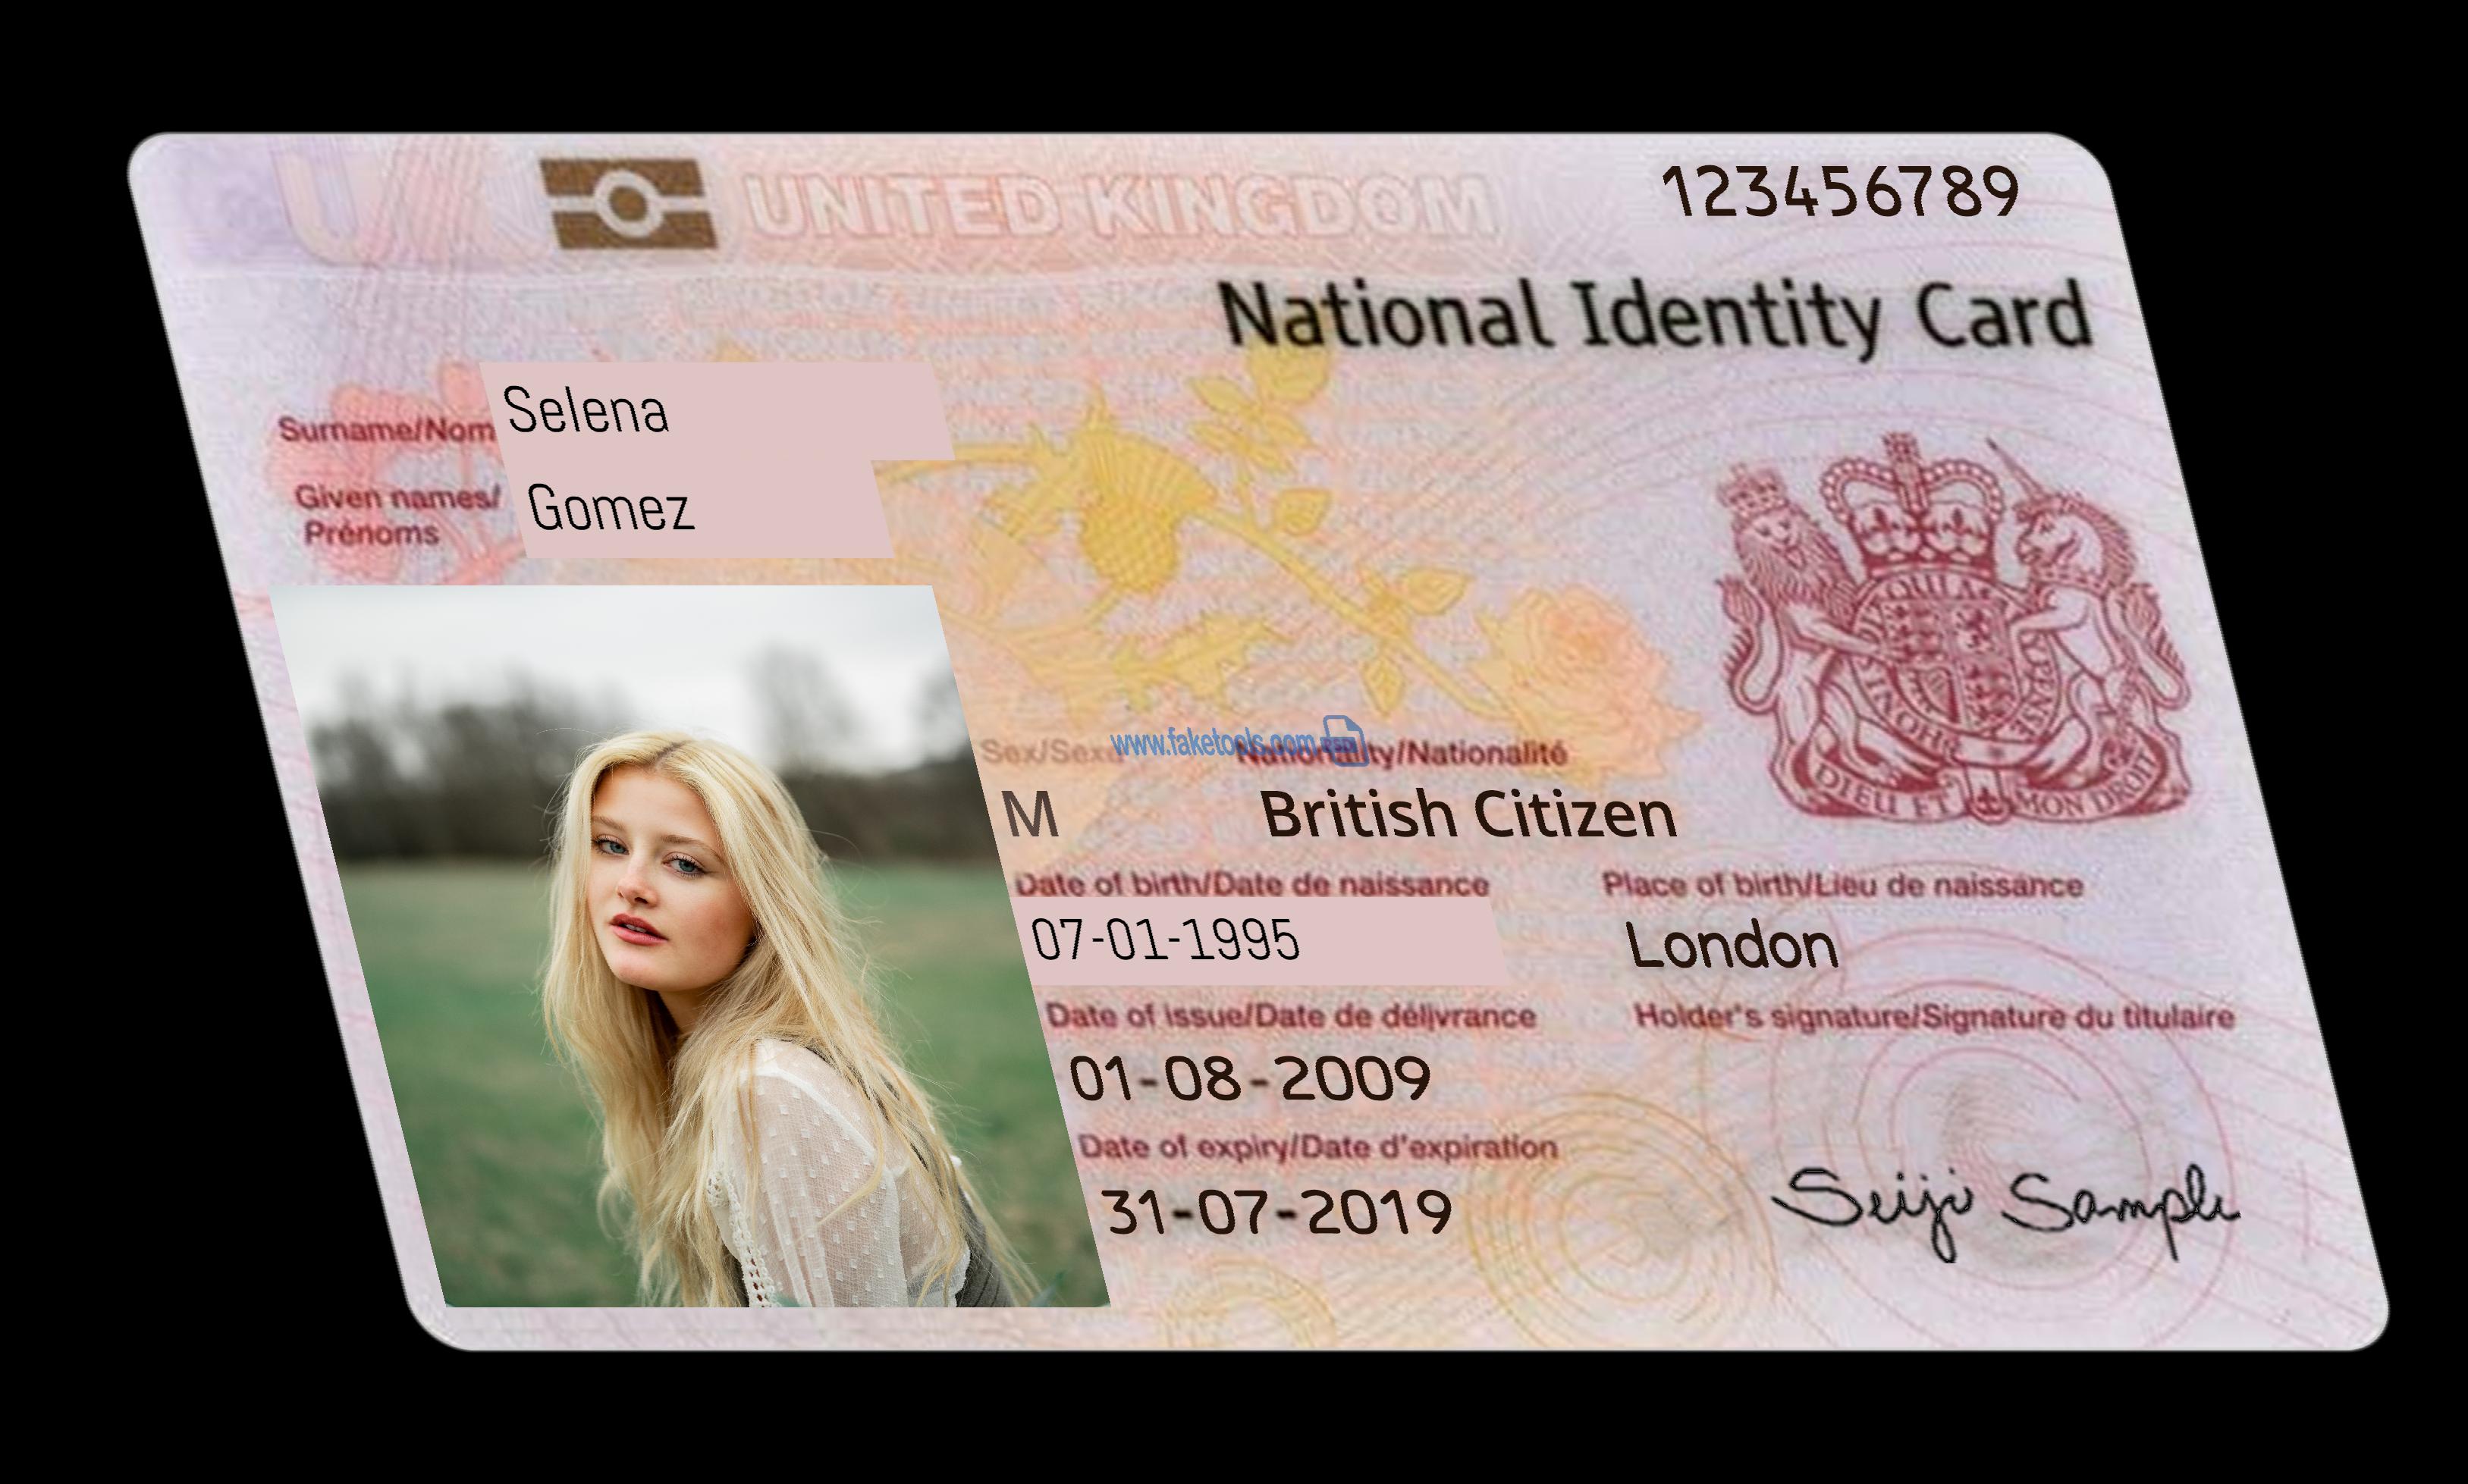 UK UNITED KINGDOM 123456789
National Identity Card
Surname/Nom Selena
Given names/ Gomez
Prénoms
www.faketools.com
Sex/Sexe Nationality/Nationalité
M British Citizen
Date of birth/Date de naissance Place of birth/Lieu de naissance
07-01-1995 London
Date of issue/Date de délivrance Holder's signature/Signature du titulaire
01-08-2009
Date of expiry/Date d'expiration
31-07-2019 Seiji Sample
DIEU ET MON DROIT